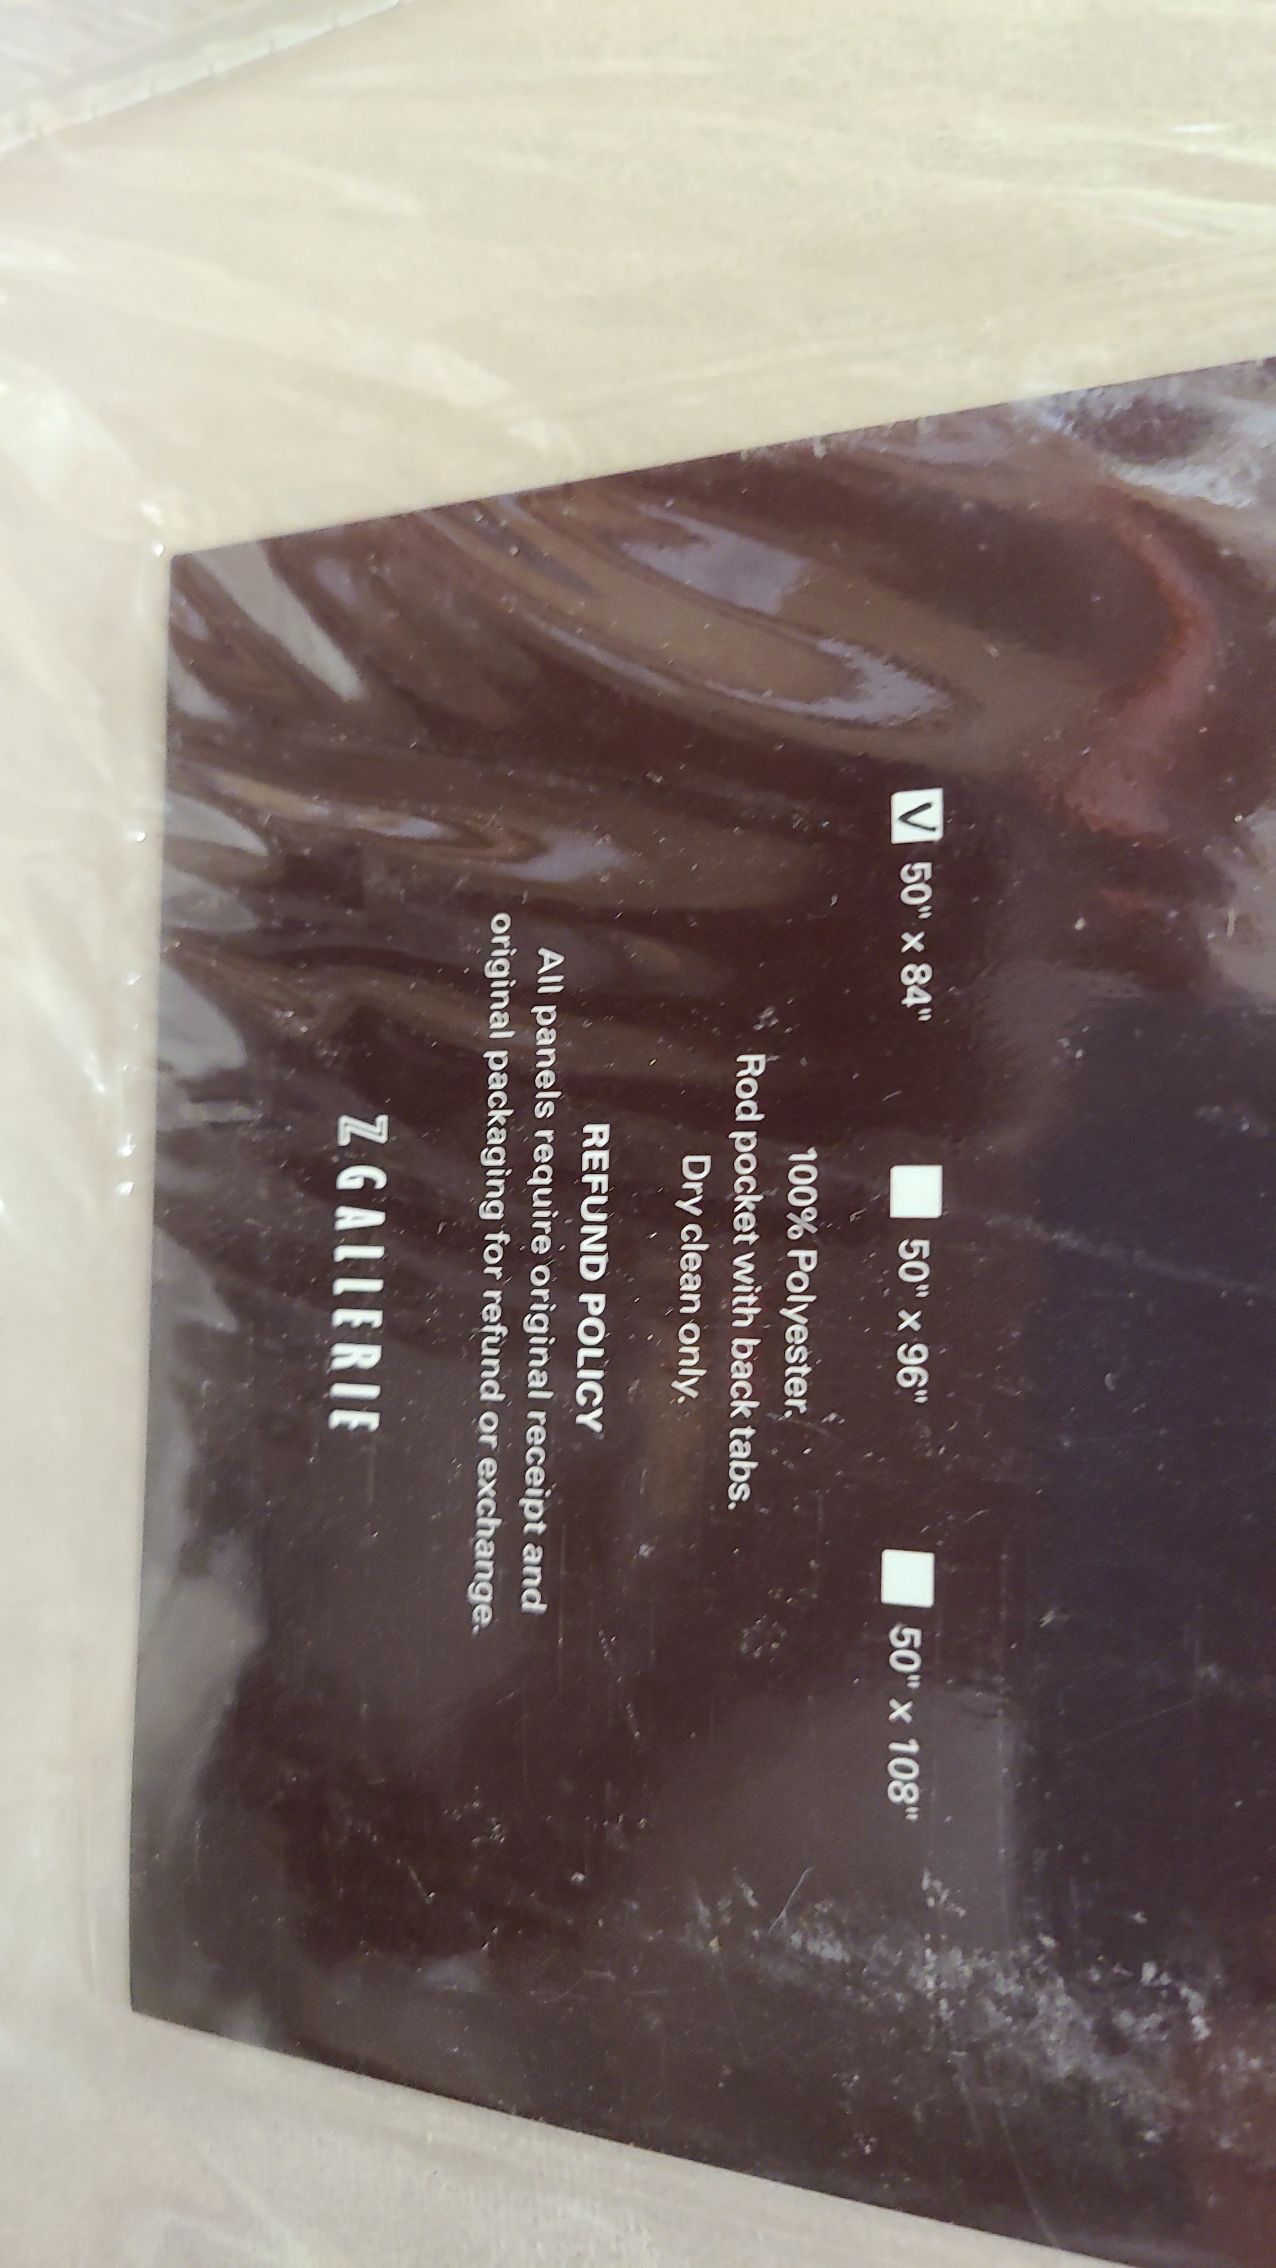 ☑ 50" x 84" ☐ 50" x 96" ☐ 50" x 108"
100% Polyester.
Rod pocket with back tabs.
Dry clean only.
REFUND POLICY
All panels require original receipt and
original packaging for refund or exchange.
Z GALLERIE